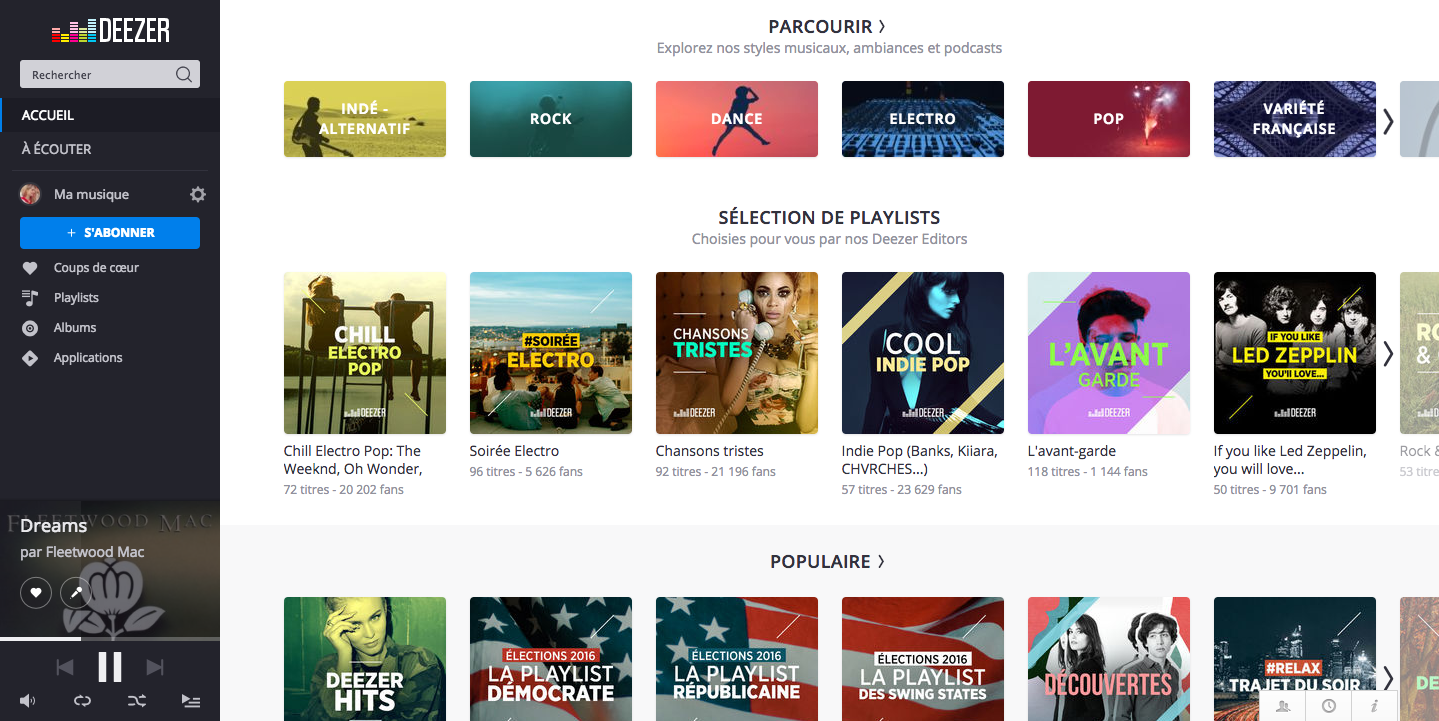 DEEZER
Rechercher
ACCUEIL
À ÉCOUTER
Ma musique
+ S'ABONNER
Coups de cœur
Playlists
Albums
Applications
FLEETWOOD MAC
Dreams
par Fleetwood Mac
PARCOURIR
Explorez nos styles musicaux, ambiances et podcasts
INDÉ -
ALTERNATIF
ROCK
DANCE
ELECTRO
POP
VARIÉTÉ
FRANÇAISE
SÉLECTION DE PLAYLISTS
Choisies pour vous par nos Deezer Editors
CHILL
ELECTRO
POP
DEEZER
Chill Electro Pop: The
Weeknd, Oh Wonder,
72 titres - 20 202 fans
#SOIRÉE
ELECTRO
DEEZER
Soirée Electro
96 titres - 5 626 fans
CHANSONS
TRISTES
DEEZER
Chansons tristes
92 titres - 21 196 fans
COOL
INDIE POP
DEEZER
Indie Pop (Banks, Kiiara,
CHVRCHES...)
57 titres - 23 629 fans
L'AVANT
GARDE
DEEZER
L'avant-garde
118 titres - 1 144 fans
IF YOU LIKE
LED ZEPPLIN
YOU'LL LOVE...
DEEZER
If you like Led Zeppelin,
you will love...
50 titres - 9 701 fans
&
Rock &
53 titre
POPULAIRE
DEEZER
HITS
ÉLECTIONS 2016
LA PLAYLIST
DÉMOCRATE
ÉLECTIONS 2016
LA PLAYLIST
RÉPUBLICAINE
ÉLECTIONS 2016
LA PLAYLIST
DES SWING STATES
DÉCOUVERTES
#RELAX
TRAJET DU SOIR